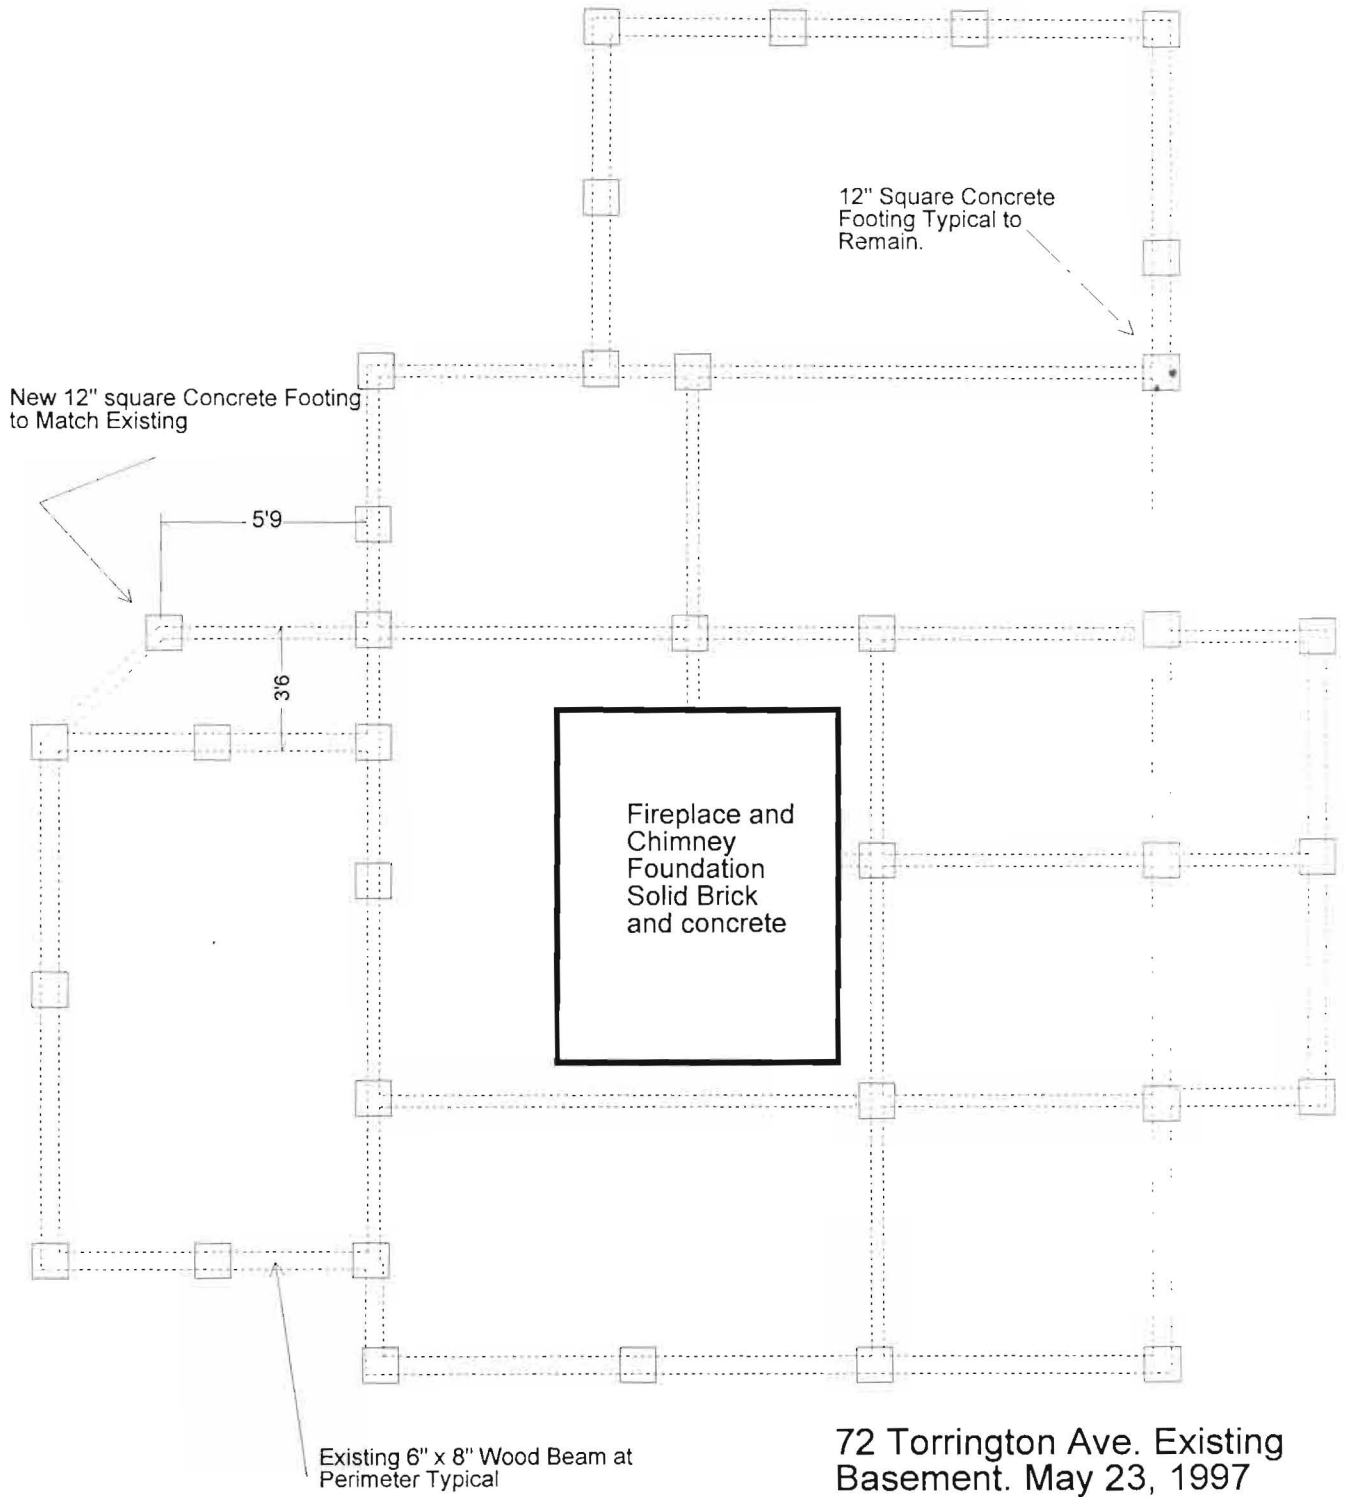 12" Square Concrete
Footing Typical to
Remain.
New 12" square Concrete Footing
to Match Existing
5'9
3'6
Fireplace and
Chimney
Foundation
Solid Brick
and concrete
Existing 6" x 8" Wood Beam at
Perimeter Typical
72 Torrington Ave. Existing
Basement. May 23, 1997